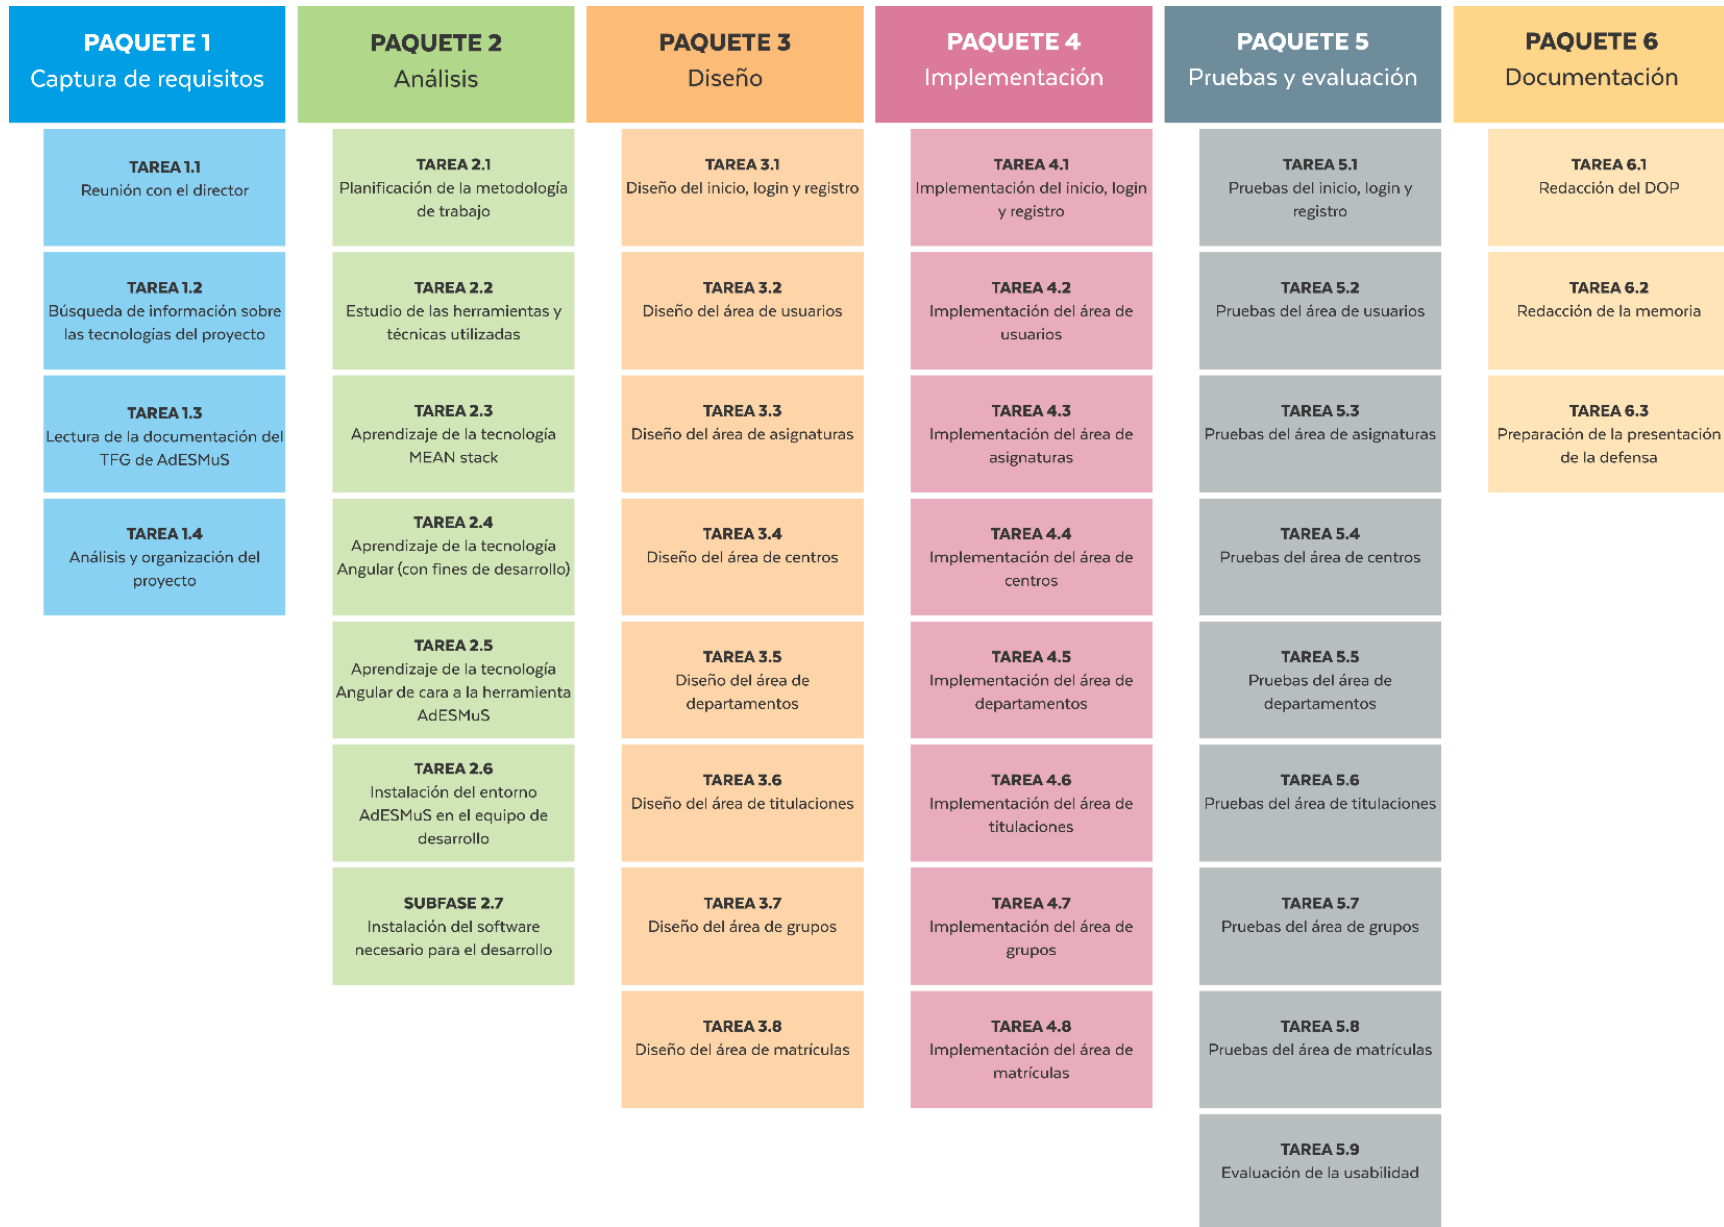 PAQUETE 1
Captura de requisitos
TAREA 1.1
Reunión con el director
TAREA 1.2
Búsqueda de información sobre
las tecnologías del proyecto
TAREA 1.3
Lectura de la documentación del
TFG de AdESMuS
TAREA 1.4
Análisis y organización del
proyecto
PAQUETE 2
Análisis
TAREA 2.1
Planificación de la metodología
de trabajo
TAREA 2.2
Estudio de las herramientas y
técnicas utilizadas
TAREA 2.3
Aprendizaje de la tecnología
MEAN stack
TAREA 2.4
Aprendizaje de la tecnología
Angular (con fines de desarrollo)
TAREA 2.5
Aprendizaje de la tecnología
Angular de cara a la herramienta
AdESMuS
TAREA 2.6
Instalación del entorno
AdESMuS en el equipo de
desarrollo
SUBFASE 2.7
Instalación del software
necesario para el desarrollo
PAQUETE 3
Diseño
TAREA 3.1
Diseño del inicio, login y registro
TAREA 3.2
Diseño del área de usuarios
TAREA 3.3
Diseño del área de asignaturas
TAREA 3.4
Diseño del área de centros
TAREA 3.5
Diseño del área de
departamentos
TAREA 3.6
Diseño del área de titulaciones
TAREA 3.7
Diseño del área de grupos
TAREA 3.8
Diseño del área de matrículas
PAQUETE 4
Implementación
TAREA 4.1
Implementación del inicio, login
y registro
TAREA 4.2
Implementación del área de
usuarios
TAREA 4.3
Implementación del área de
asignaturas
TAREA 4.4
Implementación del área de
centros
TAREA 4.5
Implementación del área de
departamentos
TAREA 4.6
Implementación del área de
titulaciones
TAREA 4.7
Implementación del área de
grupos
TAREA 4.8
Implementación del área de
matrículas
PAQUETE 5
Pruebas y evaluación
TAREA 5.1
Pruebas del inicio, login y
registro
TAREA 5.2
Pruebas del área de usuarios
TAREA 5.3
Pruebas del área de asignaturas
TAREA 5.4
Pruebas del área de centros
TAREA 5.5
Pruebas del área de
departamentos
TAREA 5.6
Pruebas del área de titulaciones
TAREA 5.7
Pruebas del área de grupos
TAREA 5.8
Pruebas del área de matrículas
TAREA 5.9
Evaluación de la usabilidad
PAQUETE 6
Documentación
TAREA 6.1
Redacción del DOP
TAREA 6.2
Redacción de la memoria
TAREA 6.3
Preparación de la presentación
de la defensa